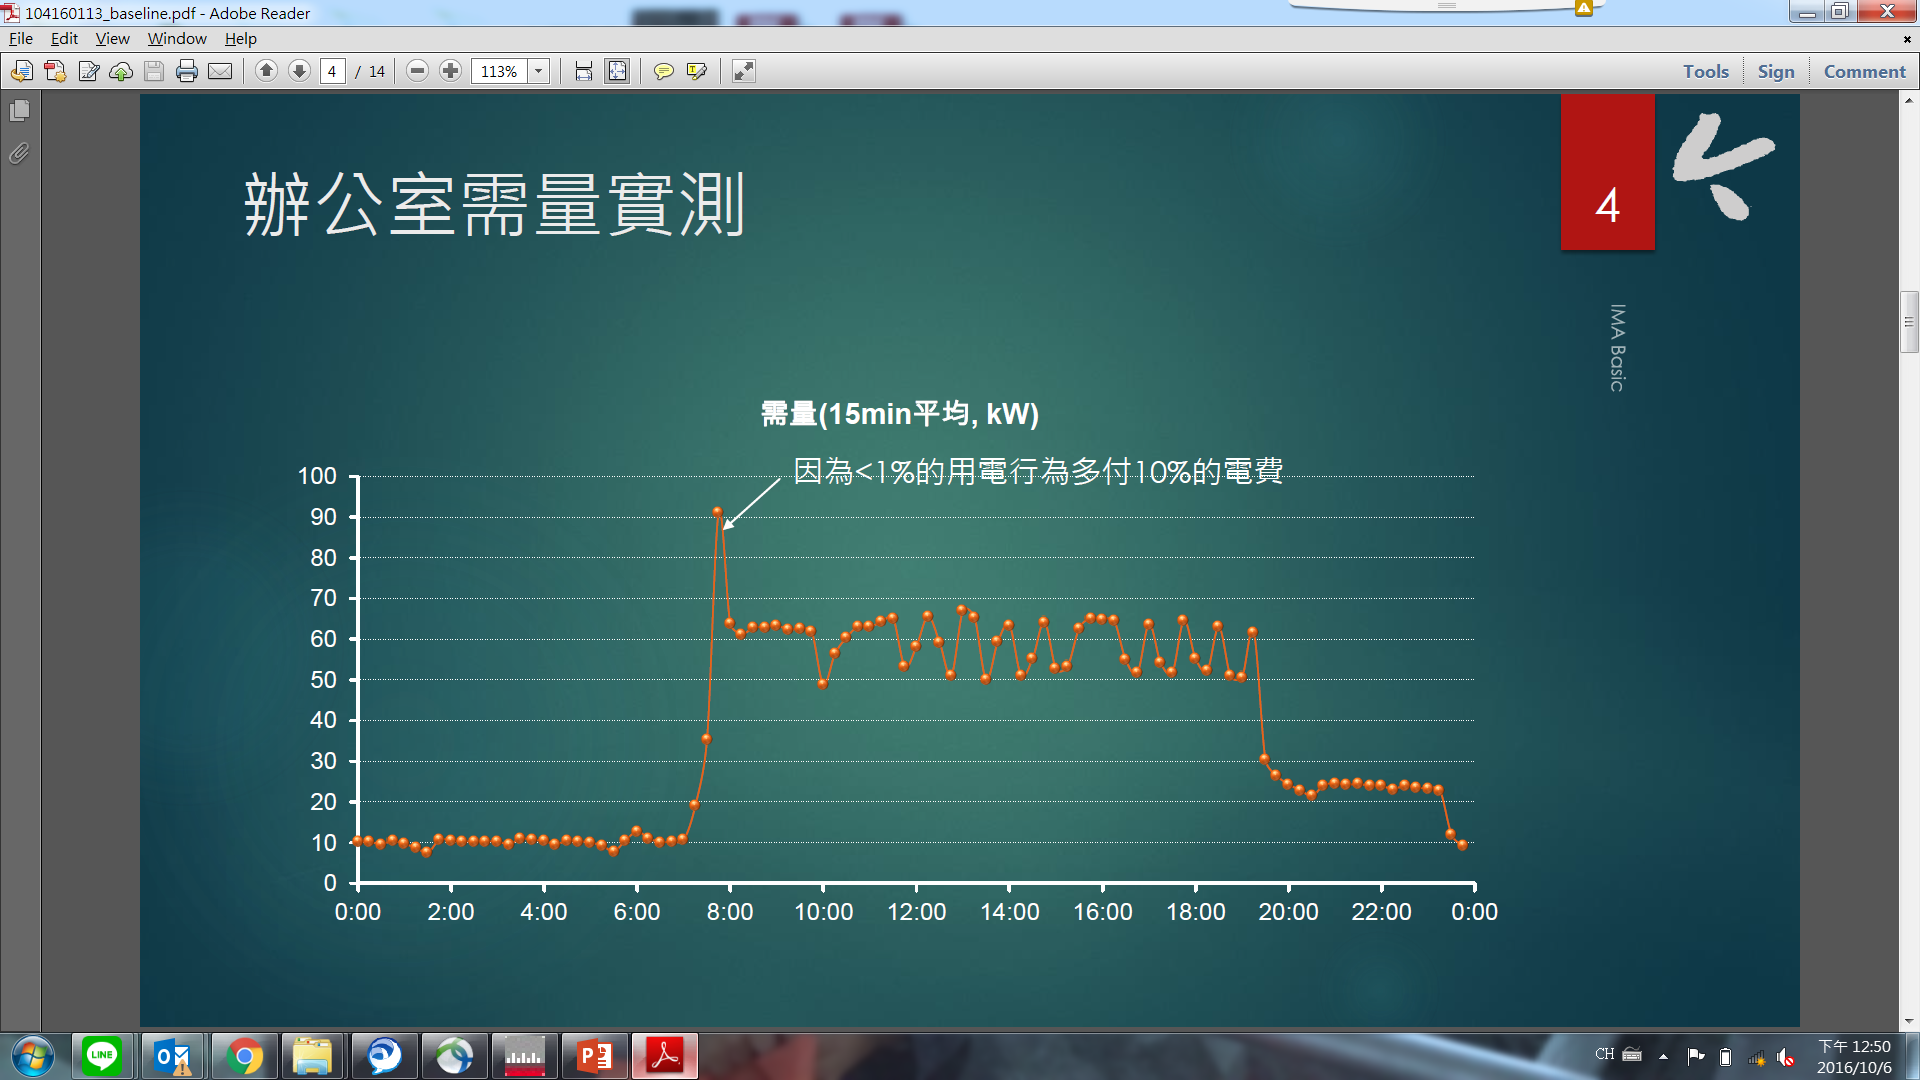 104160113_baseline.pdf - Adobe Reader
File Edit View Window Help
4 / 14 113% Tools Sign Comment
辦公室需量實測
4
IMA Basic
需量(15min平均, kW)
因為<1%的用電行為多付10%的電費
100
90
80
70
60
50
40
30
20
10
0
0:00 2:00 4:00 6:00 8:00 10:00 12:00 14:00 16:00 18:00 20:00 22:00 0:00
LINE
CH
下午 12:50
2016/10/6